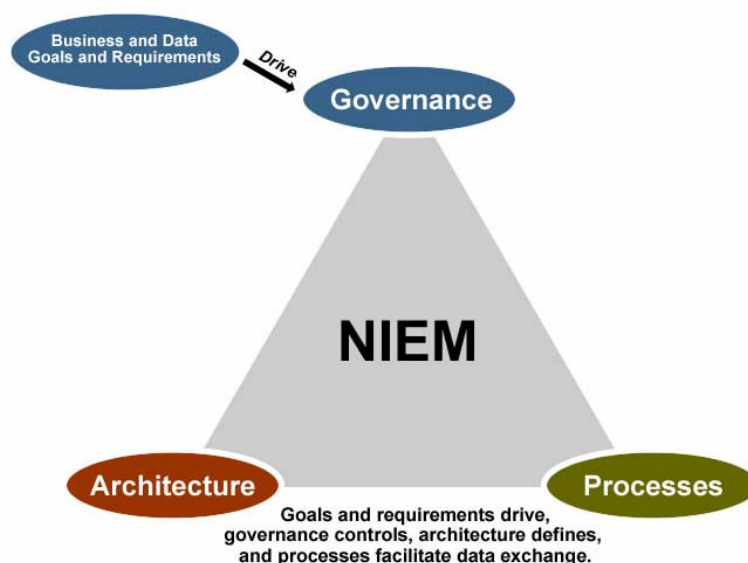 Business and Data
Goals and Requirements
Drive
Governance
NIEM
Architecture
Processes
Goals and requirements drive,
governance controls, architecture defines,
and processes facilitate data exchange.